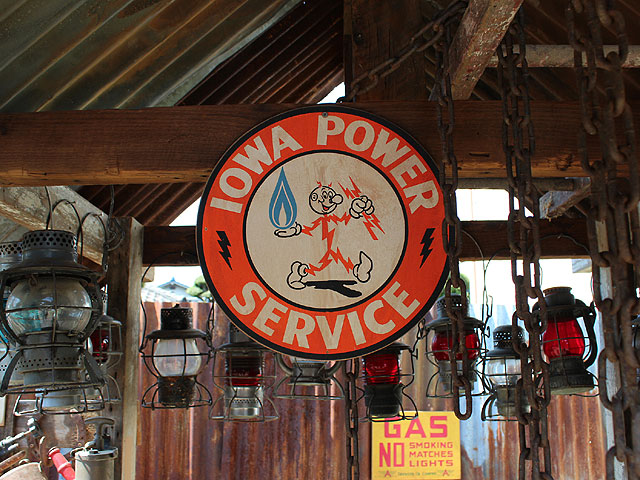 IOWA POWER
SERVICE
GAS
NO SMOKING
MATCHES
LIGHTS